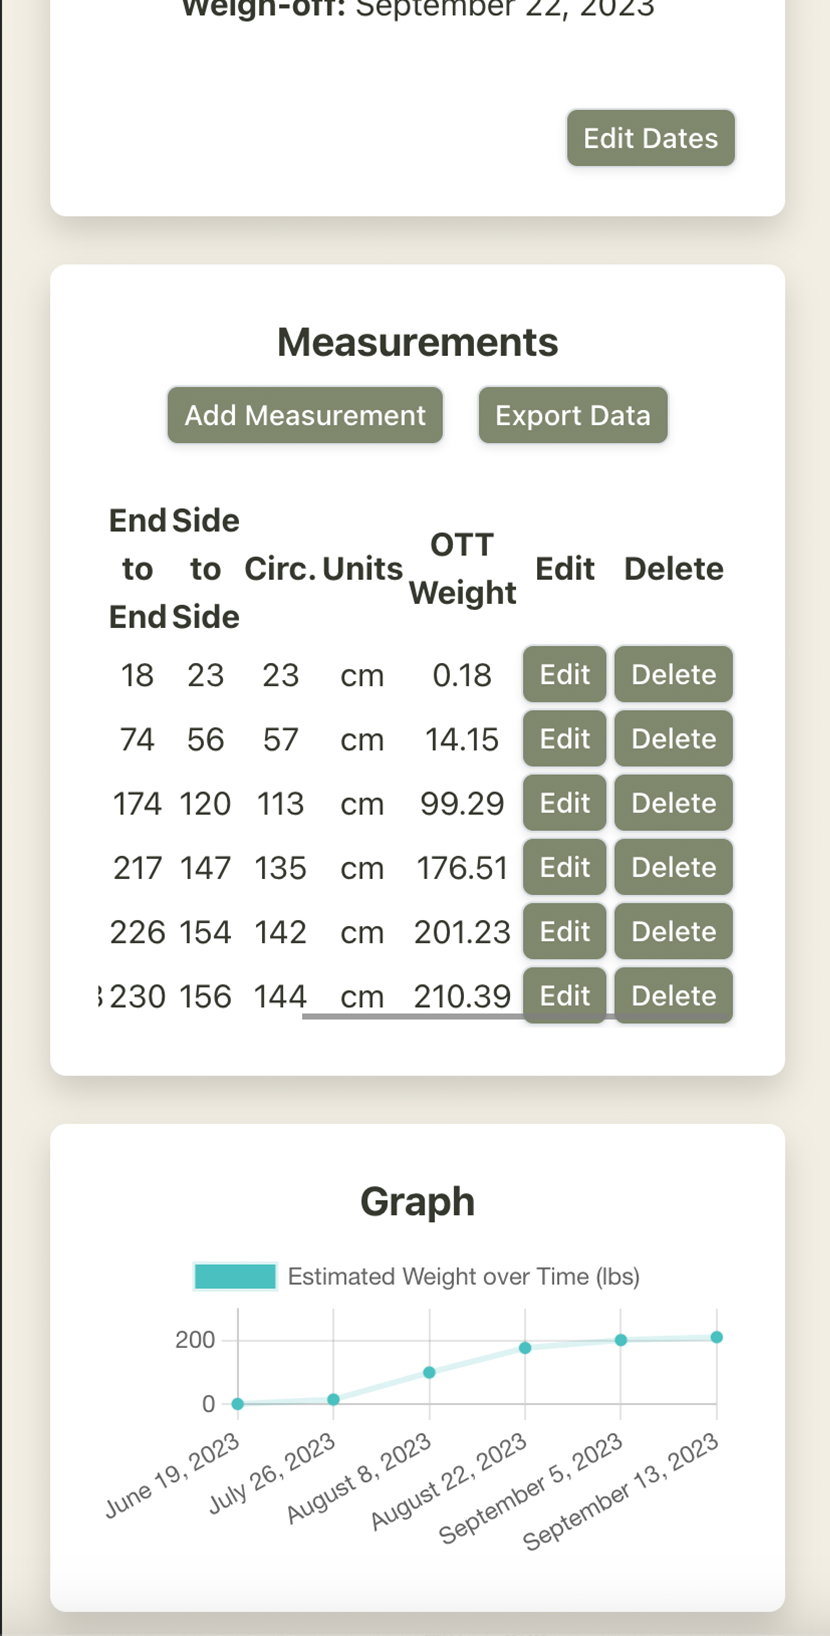 Weigh-off: September 22, 2023
Edit Dates
Measurements
Add Measurement Export Data
End to End Side to Side Circ. Units OTT Weight Edit Delete
18 23 23 cm 0.18 Edit Delete
74 56 57 cm 14.15 Edit Delete
174 120 113 cm 99.29 Edit Delete
217 147 135 cm 176.51 Edit Delete
226 154 142 cm 201.23 Edit Delete
230 156 144 cm 210.39 Edit Delete
Graph
Estimated Weight over Time (lbs)
200
0
June 19, 2023
July 26, 2023
August 8, 2023
August 22, 2023
September 5, 2023
September 13, 2023